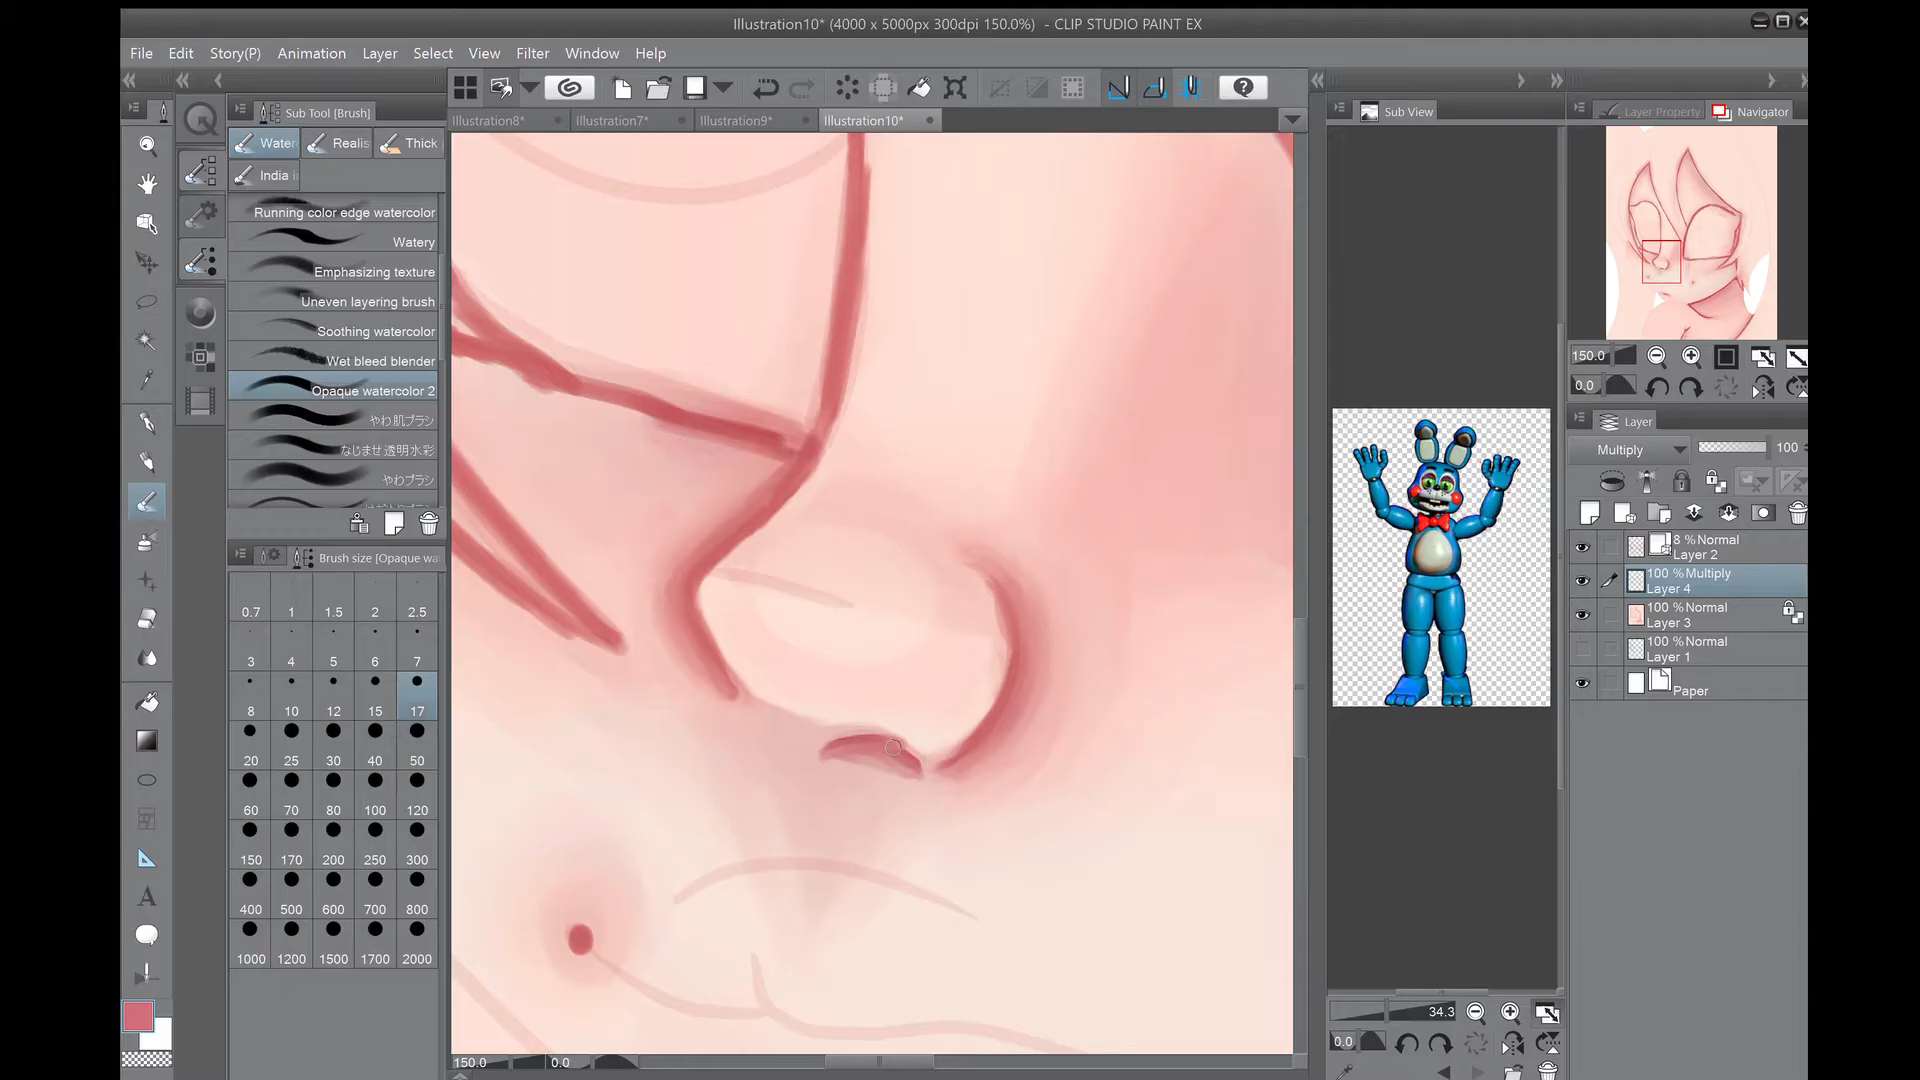 Illustration10* (4000 x 5000px 300dpi 150.0%) - CLIP STUDIO PAINT EX
File Edit Story(P) Animation Layer Select View Filter Window Help
Sub Tool [Brush]
Water Realis Thick
India i
Running color edge watercolor
Watery
Emphasizing texture
Uneven layering brush
Soothing watercolor
Wet bleed blender
Opaque watercolor 2
やわ肌ブラシ
なじませ透明水彩
やわブラシ
Brush size [Opaque wa
0.7 1 1.5 2 2.5
3 4 5 6 7
8 10 12 15 17
20 25 30 40 50
60 70 80 100 120
150 170 200 250 300
400 500 600 700 800
1000 1200 1500 1700 2000
Illustration8* Illustration7* Illustration9* Illustration10*
150.0 0.0
Sub View
34.3
0.0
Layer Property Navigator
150.0
0.0
Layer
Multiply 100
8 % Normal
Layer 2
100 % Multiply
Layer 4
100 % Normal
Layer 3
100 % Normal
Layer 1
Paper